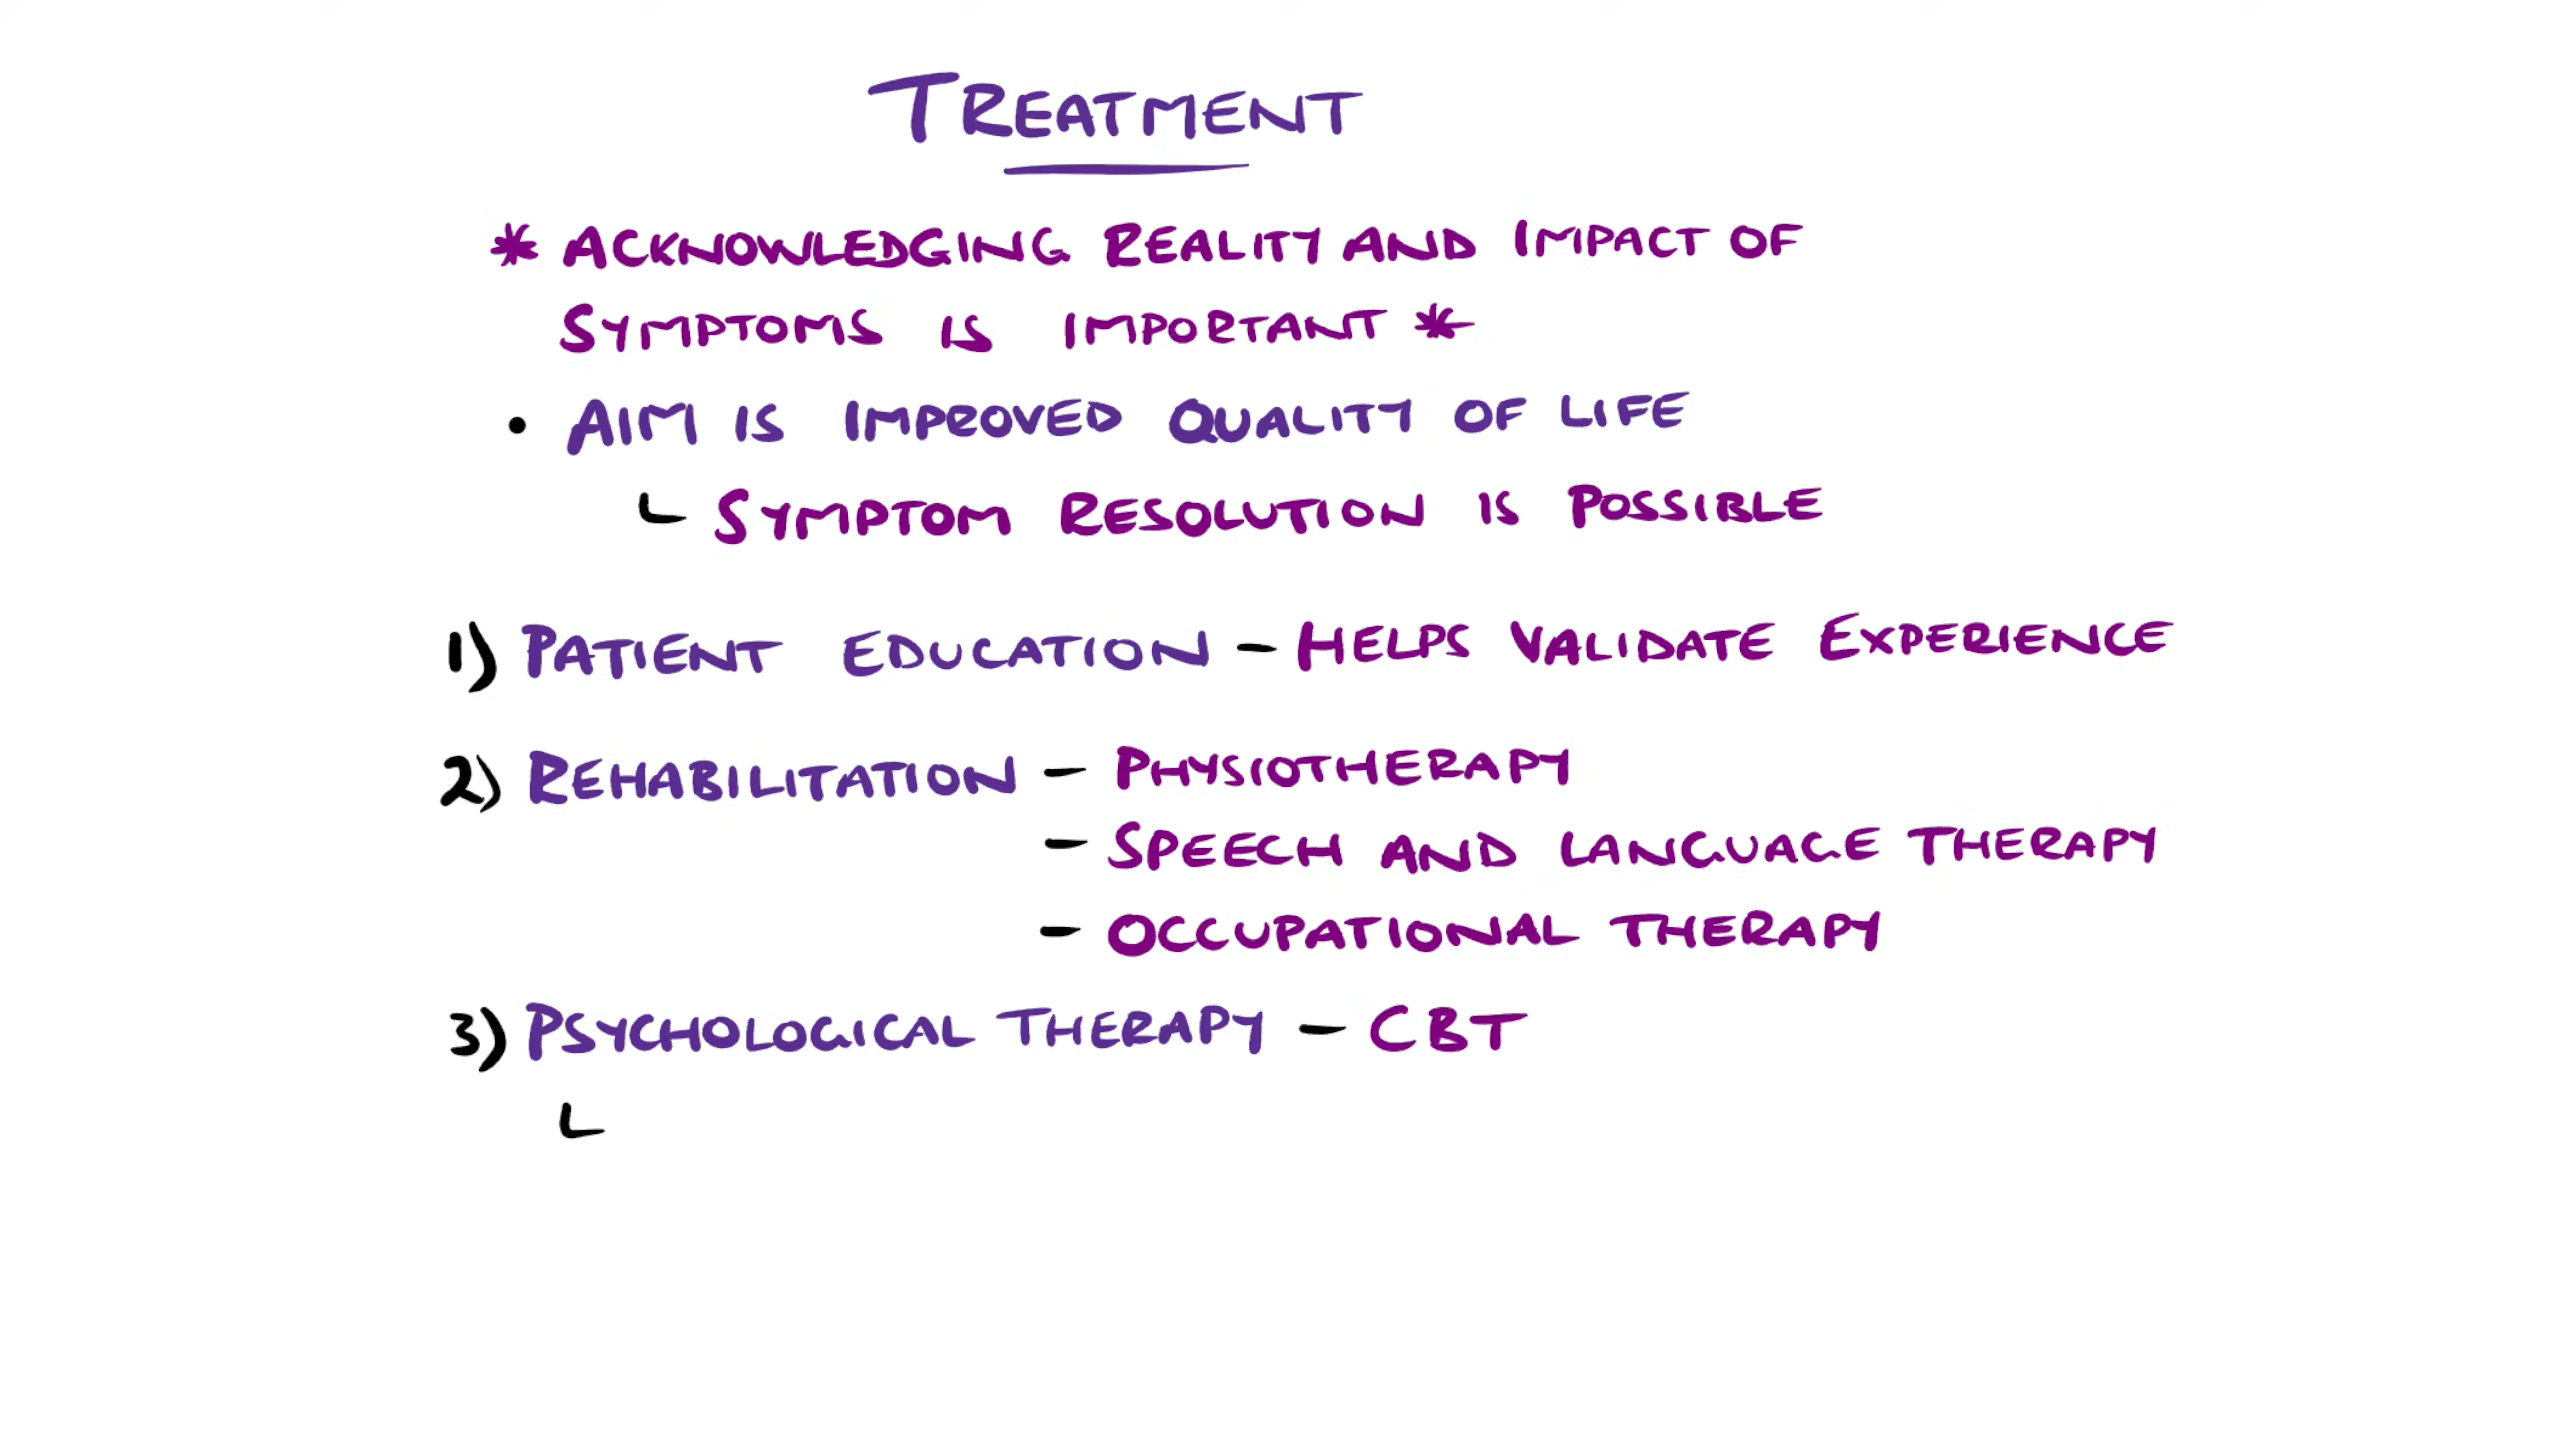 TREATMENT
* ACKNOWLEDGING REALITY AND IMPACT OF
SYMPTOMS IS IMPORTANT *
• AIM IS IMPROVED QUALITY OF LIFE
SYMPTOM RESOLUTION IS POSSIBLE
1) PATIENT EDUCATION - HELPS VALIDATE EXPERIENCE
2) REHABILITATION - PHYSIOTHERAPY
- SPEECH AND LANGUAGE THERAPY
- OCCUPATIONAL THERAPY
3) PSYCHOLOGICAL THERAPY - CBT